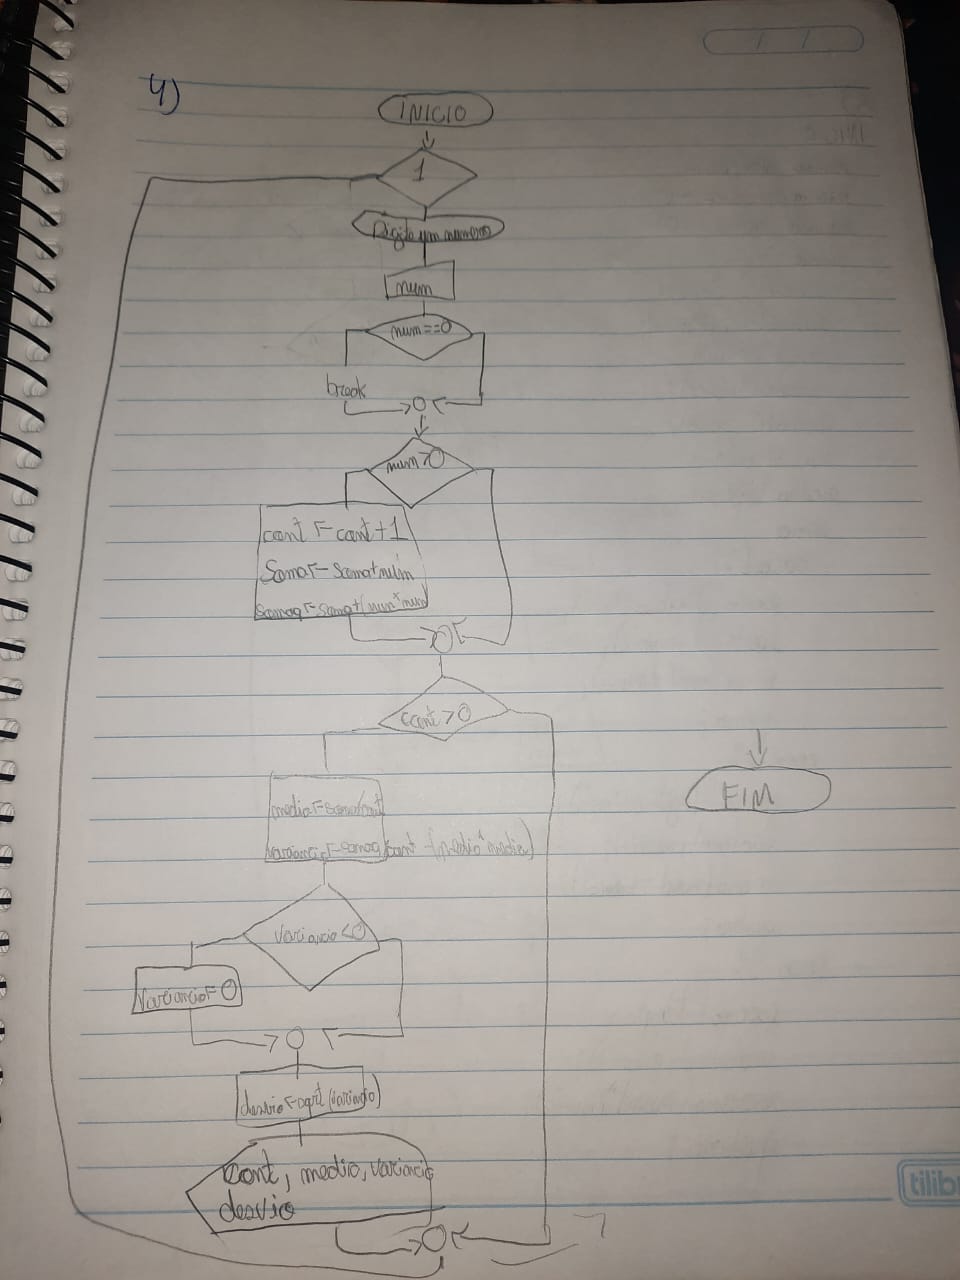 4)
INICIO
1
Digite um numero
num
num==0
break
num>0
cont ← cont+1
Soma ← soma+num
Somaq ← soma+(num*num
cont>0
media ← soma/cont
variancia ← somaq/cont -(media*media)
FIM
variancia<0
Variancia ← 0
desvio ← sqrt(variancia)
cont, media, variancia
desvio
tilib